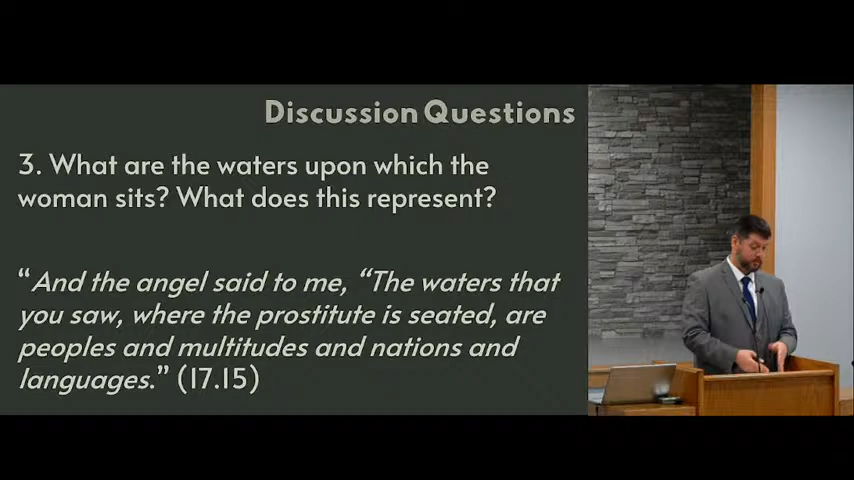 Discussion Questions
3. What are the waters upon which the
woman sits? What does this represent?
“And the angel said to me, “The waters that
you saw, where the prostitute is seated, are
peoples and multitudes and nations and
languages.” (17.15)